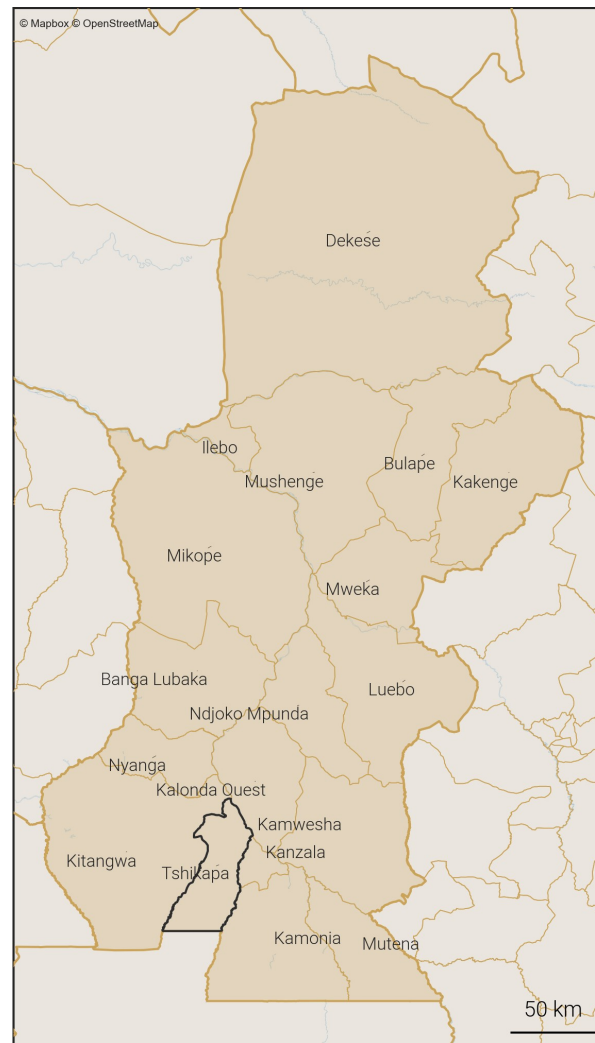 © Mapbox © OpenStreetMap
Dekese
Ilebo
Bulape
Mushenge
Kakenge
Mikope
Mweka
Banga Lubaka
Luebo
Ndjoko Mpunda
Nyanga
Kalonda Ouest
Kamwesha
Kanzala
Kitangwa
Tshikapa
Kamonia
Mutena
50 km